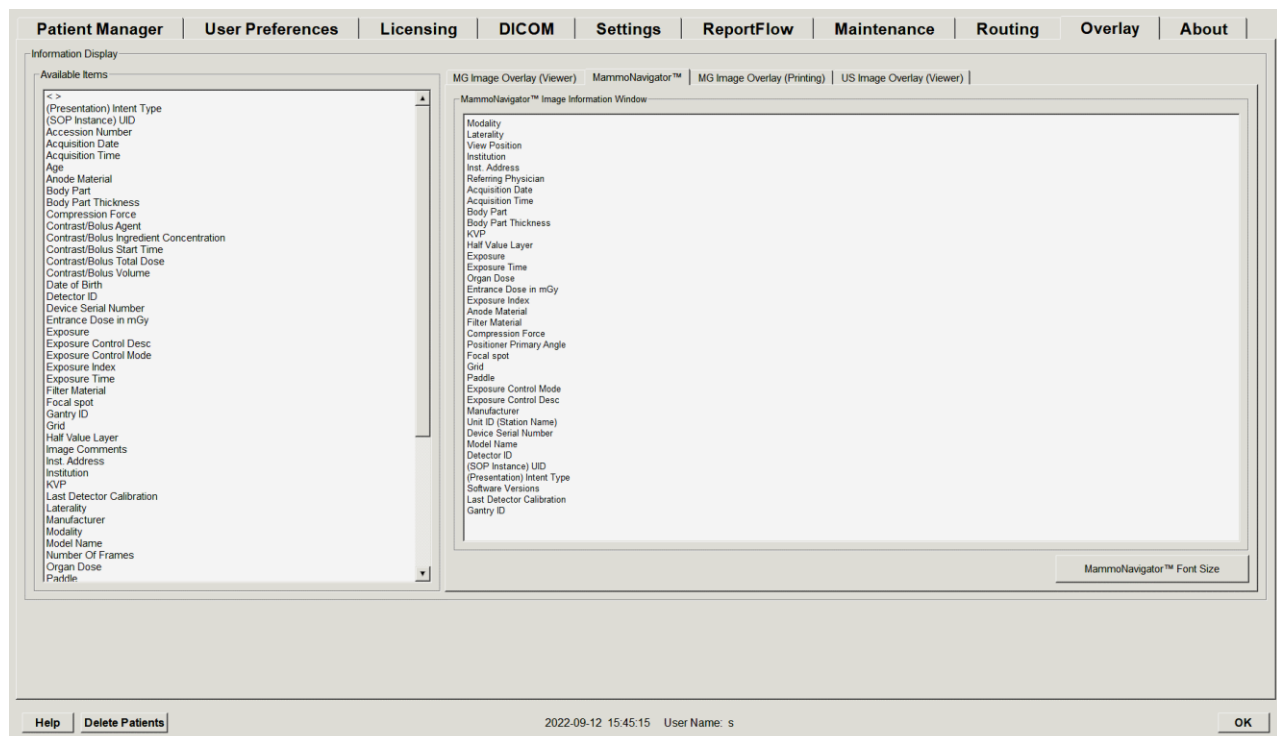 Patient Manager User Preferences Licensing DICOM Settings ReportFlow Maintenance Routing Overlay About
Information Display
Available Items
< >
(Presentation) Intent Type
(SOP Instance) UID
Accession Number
Acquisition Date
Acquisition Time
Age
Anode Material
Body Part
Body Part Thickness
Compression Force
Contrast/Bolus Agent
Contrast/Bolus Ingredient Concentration
Contrast/Bolus Start Time
Contrast/Bolus Total Dose
Contrast/Bolus Volume
Date of Birth
Detector ID
Device Serial Number
Entrance Dose in mGy
Exposure
Exposure Control Desc
Exposure Control Mode
Exposure Index
Exposure Time
Filter Material
Focal spot
Gantry ID
Grid
Half Value Layer
Image Comments
Inst. Address
Institution
KVP
Last Detector Calibration
Laterality
Manufacturer
Modality
Model Name
Number Of Frames
Organ Dose
Paddle
MG Image Overlay (Viewer) MammoNavigator™ MG Image Overlay (Printing) US Image Overlay (Viewer)
MammoNavigator™ Image Information Window
Modality
Laterality
View Position
Institution
Inst. Address
Referring Physician
Acquisition Date
Acquisition Time
Body Part
Body Part Thickness
KVP
Half Value Layer
Exposure
Exposure Time
Organ Dose
Entrance Dose in mGy
Exposure Index
Anode Material
Filter Material
Compression Force
Positioner Primary Angle
Focal spot
Grid
Paddle
Exposure Control Mode
Exposure Control Desc
Manufacturer
Unit ID (Station Name)
Device Serial Number
Model Name
Detector ID
(SOP Instance) UID
(Presentation) Intent Type
Software Versions
Last Detector Calibration
Gantry ID
MammoNavigator™ Font Size
Help Delete Patients 2022-09-12 15:45:15 User Name: s OK